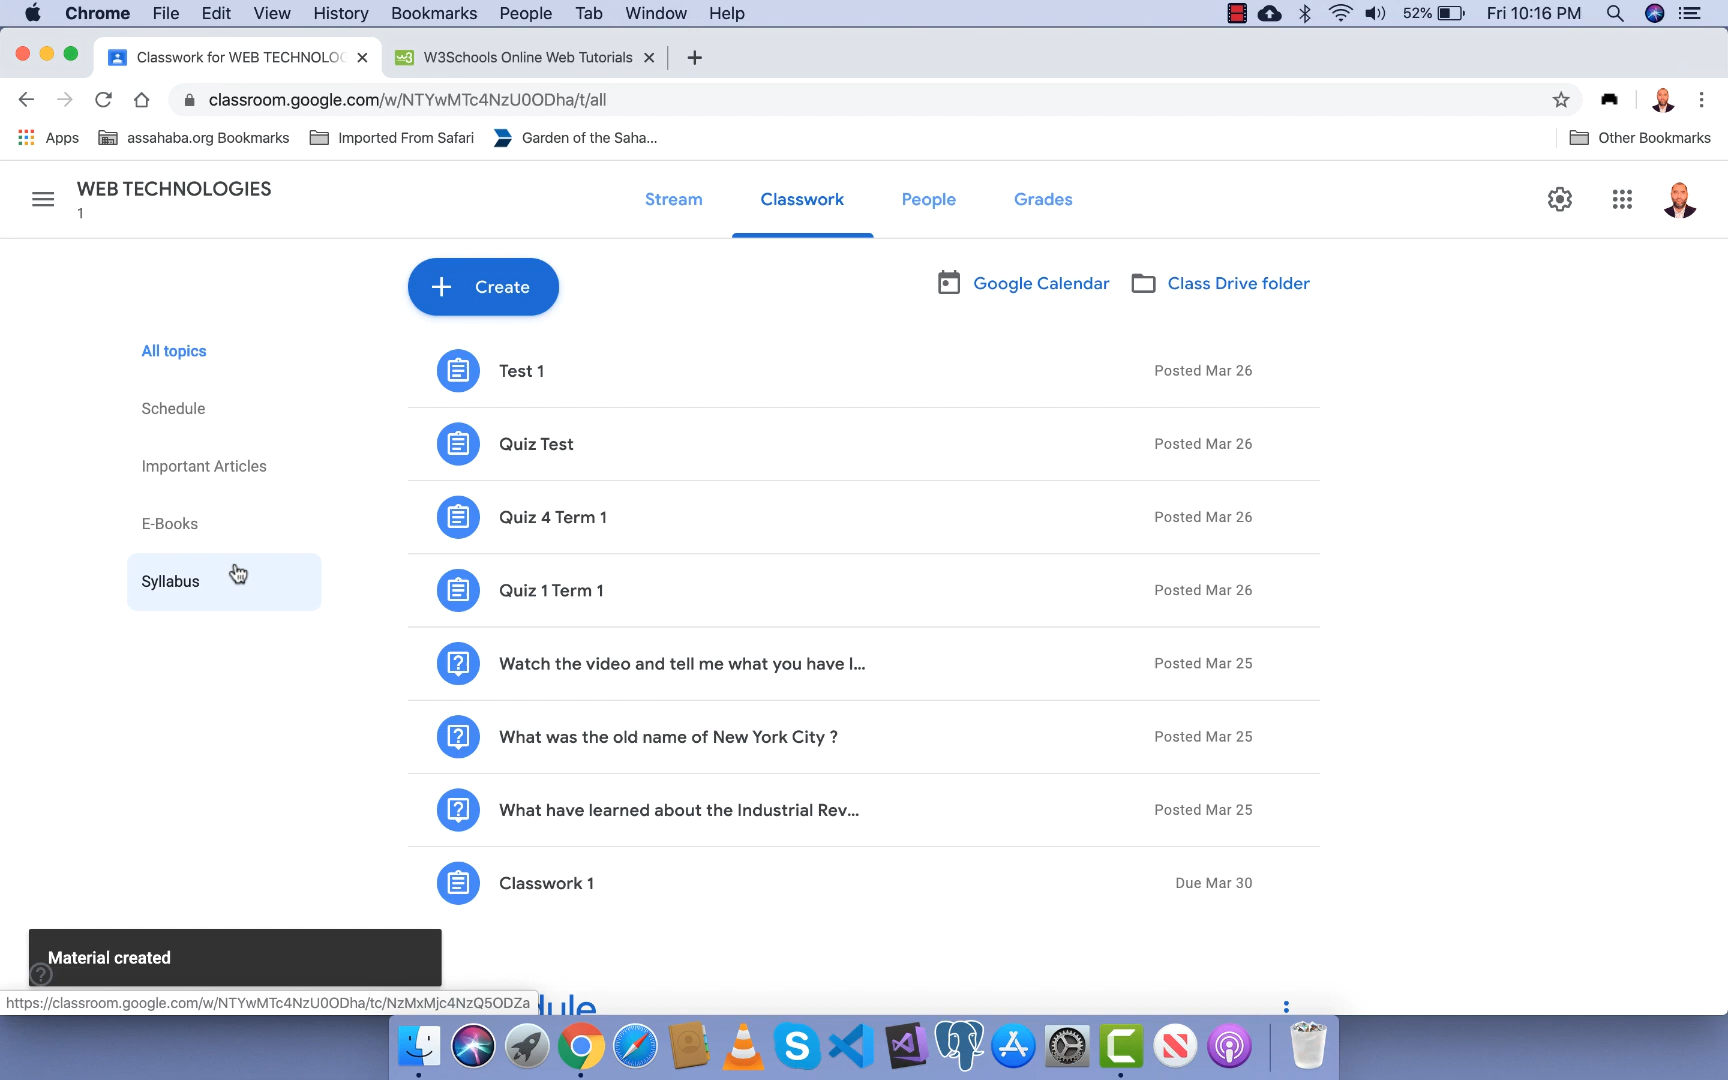 Chrome File Edit View History Bookmarks People Tab Window Help 52% Fri 10:16 PM
Classwork for WEB TECHNOLOG W3Schools Online Web Tutorials
classroom.google.com/w/NTYwMTc4NzU0ODha/t/all
Apps assahaba.org Bookmarks Imported From Safari Garden of the Saha... Other Bookmarks
WEB TECHNOLOGIES
1
Stream Classwork People Grades
Create
Google Calendar Class Drive folder
All topics
Schedule
Important Articles
E-Books
Syllabus
Test 1 Posted Mar 26
Quiz Test Posted Mar 26
Quiz 4 Term 1 Posted Mar 26
Quiz 1 Term 1 Posted Mar 26
Watch the video and tell me what you have l... Posted Mar 25
What was the old name of New York City ? Posted Mar 25
What have learned about the Industrial Rev... Posted Mar 25
Classwork 1 Due Mar 30
Material created
https://classroom.google.com/w/NTYwMTc4NzU0ODha/tc/NzMxMjc4NzQ5ODZa